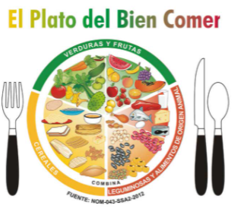 El Plato del Bien Comer
VERDURAS Y FRUTAS
CEREALES
COMBINA
LEGUMINOSAS Y ALIMENTOS DE ORIGEN ANIMAL
FUENTE: NOM-043-SSA2-2012